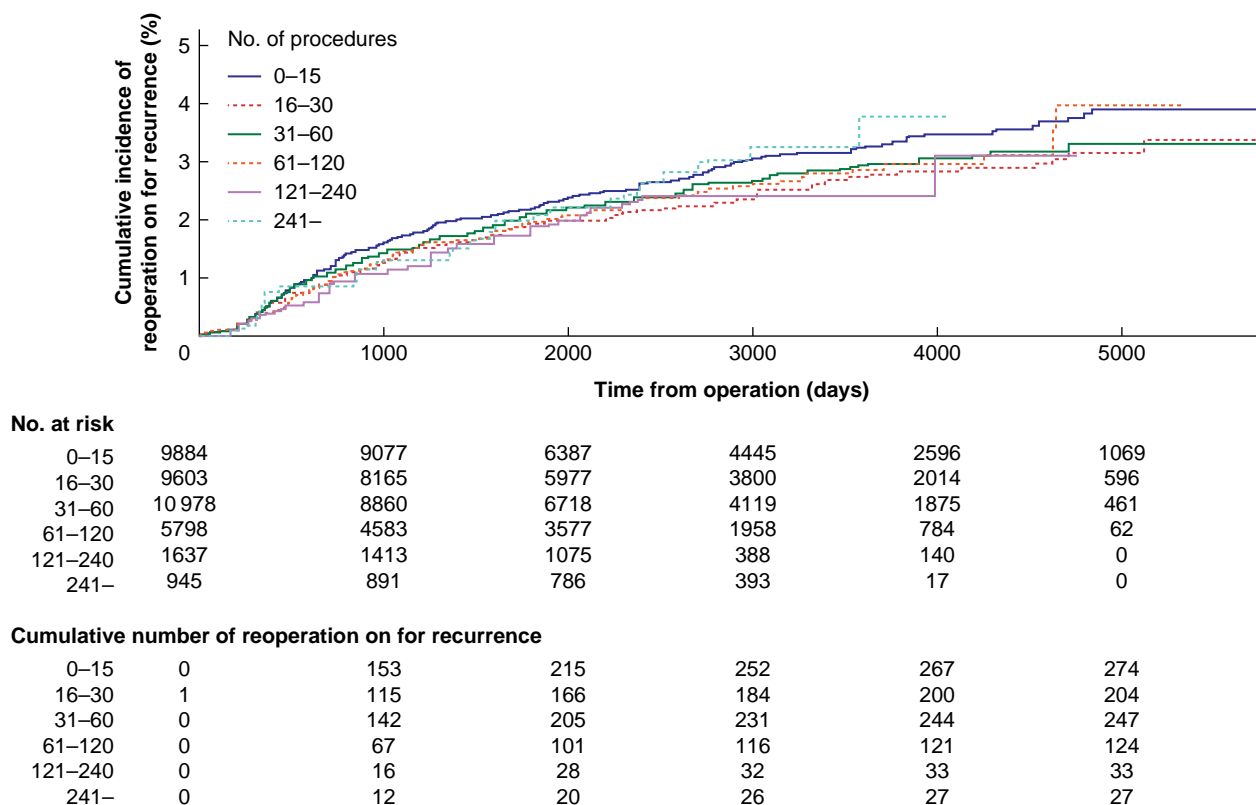 Cumulative incidence of
reoperation on for recurrence (%)
5
4
3
2
1
0
No. of procedures
0–15
16–30
31–60
61–120
121–240
241–
1000 2000 3000 4000 5000
Time from operation (days)
No. at risk
0–15 9884 9077 6387 4445 2596 1069
16–30 9603 8165 5977 3800 2014 596
31–60 10 978 8860 6718 4119 1875 461
61–120 5798 4583 3577 1958 784 62
121–240 1637 1413 1075 388 140 0
241– 945 891 786 393 17 0
Cumulative number of reoperation on for recurrence
0–15 0 153 215 252 267 274
16–30 1 115 166 184 200 204
31–60 0 142 205 231 244 247
61–120 0 67 101 116 121 124
121–240 0 16 28 32 33 33
241– 0 12 20 26 27 27